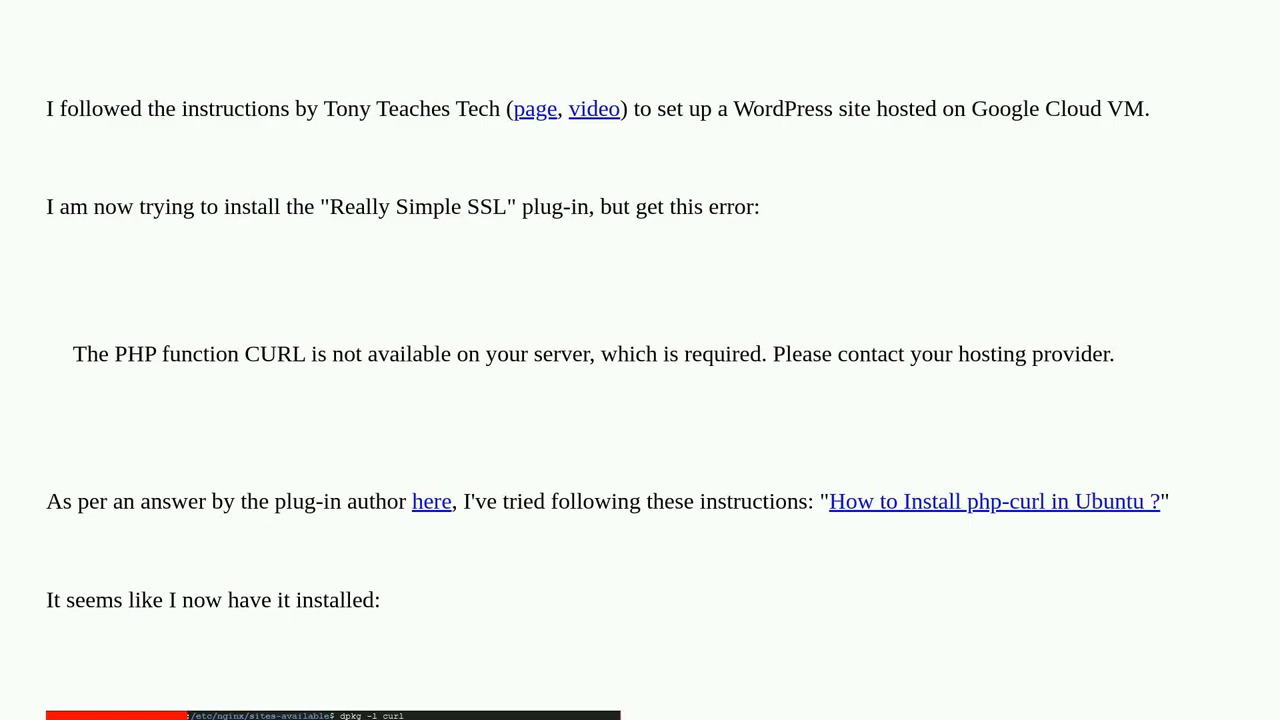 I followed the instructions by Tony Teaches Tech (page, video) to set up a WordPress site hosted on Google Cloud VM.
I am now trying to install the "Really Simple SSL" plug-in, but get this error:
The PHP function CURL is not available on your server, which is required. Please contact your hosting provider.
As per an answer by the plug-in author here, I've tried following these instructions: "How to Install php-curl in Ubuntu ?"
It seems like I now have it installed:
:/etc/nginx/sites-available$ dpkg -l curl